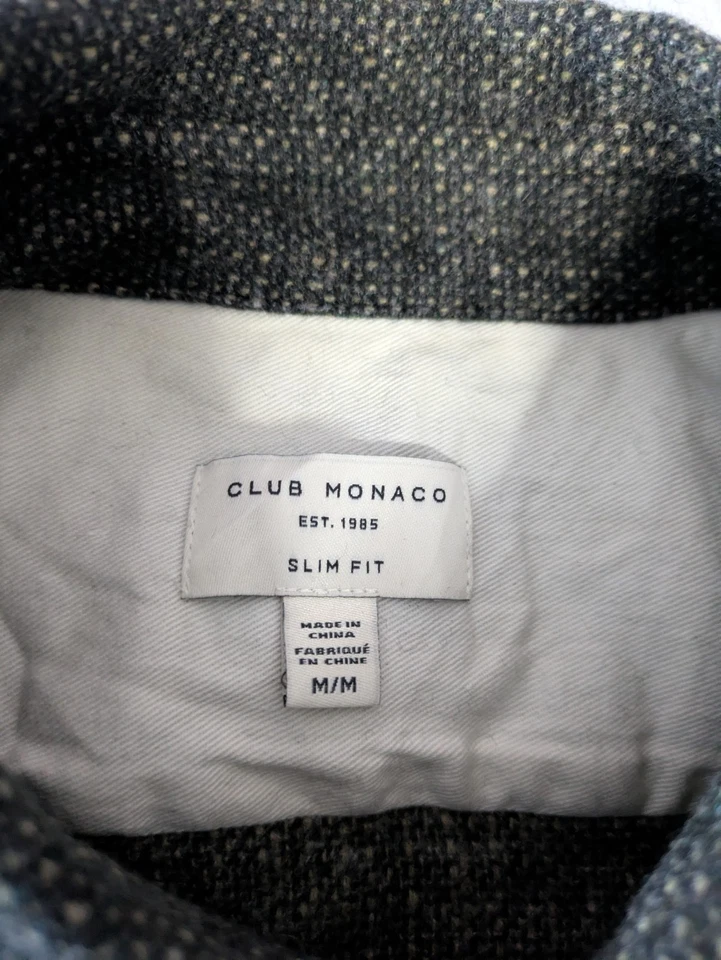 CLUB MONACO
EST. 1985
SLIM FIT
MADE IN
CHINA
FABRIQUÉ
EN CHINE
M/M